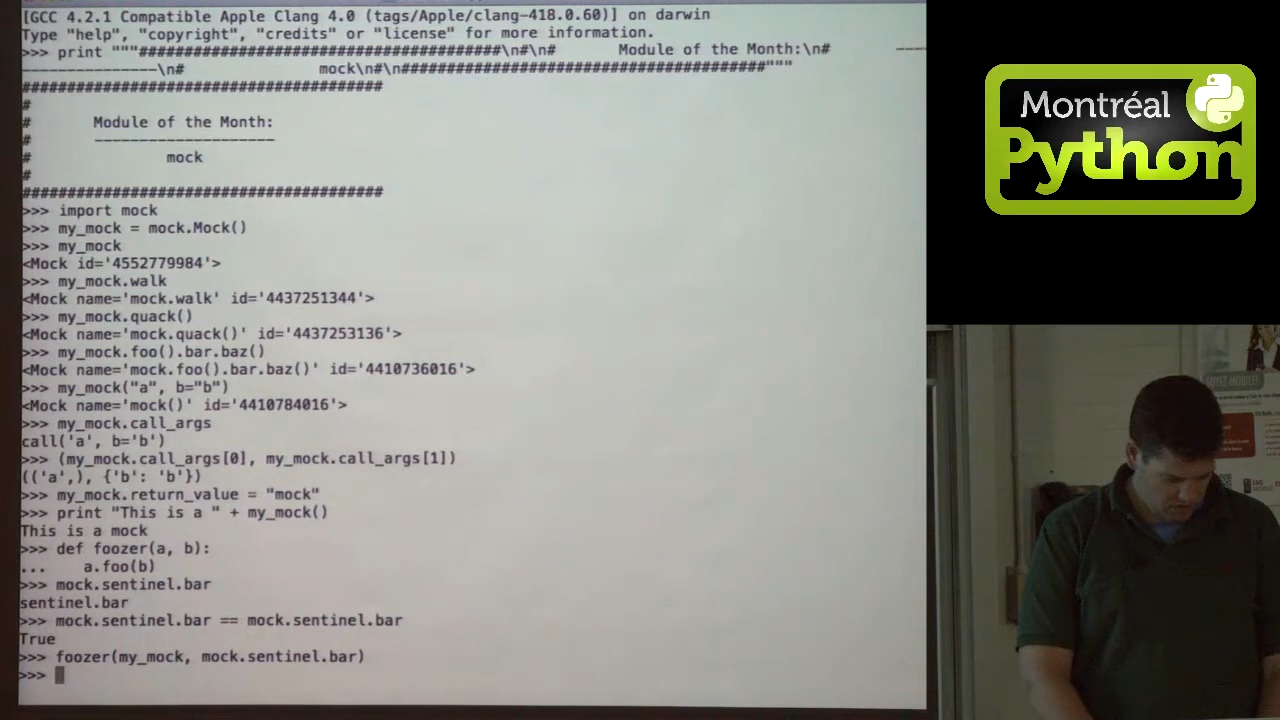 [GCC 4.2.1 Compatible Apple Clang 4.0 (tags/Apple/clang-418.0.60)] on darwin
Type "help", "copyright", "credits" or "license" for more information.
>>> print """########################################\n#\n#       Module of the Month:\n#       ----
---------------\n#               mock\n#\n########################################"""
########################################
#
#       Module of the Month:
#       --------------------
#               mock
#
########################################
>>> import mock
>>> my_mock = mock.Mock()
>>> my_mock
<Mock id='4552779984'>
>>> my_mock.walk
<Mock name='mock.walk' id='4437251344'>
>>> my_mock.quack()
<Mock name='mock.quack()' id='4437253136'>
>>> my_mock.foo().bar.baz()
<Mock name='mock.foo().bar.baz()' id='4410736016'>
>>> my_mock("a", b="b")
<Mock name='mock()' id='4410784016'>
>>> my_mock.call_args
call('a', b='b')
>>> (my_mock.call_args[0], my_mock.call_args[1])
(('a',), {'b': 'b'})
>>> my_mock.return_value = "mock"
>>> print "This is a " + my_mock()
This is a mock
>>> def foozer(a, b):
...     a.foo(b)
>>> mock.sentinel.bar
sentinel.bar
>>> mock.sentinel.bar == mock.sentinel.bar
True
>>> foozer(my_mock, mock.sentinel.bar)
>>>
Montréal
Python